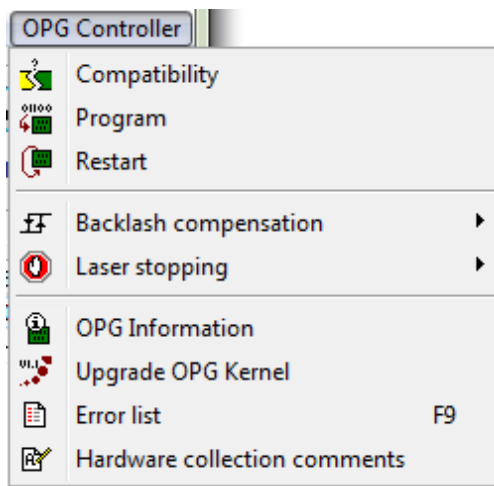 OPG Controller
Compatibility
Program
Restart
Backlash compensation
Laser stopping
OPG Information
Upgrade OPG Kernel
Error list F9
Hardware collection comments